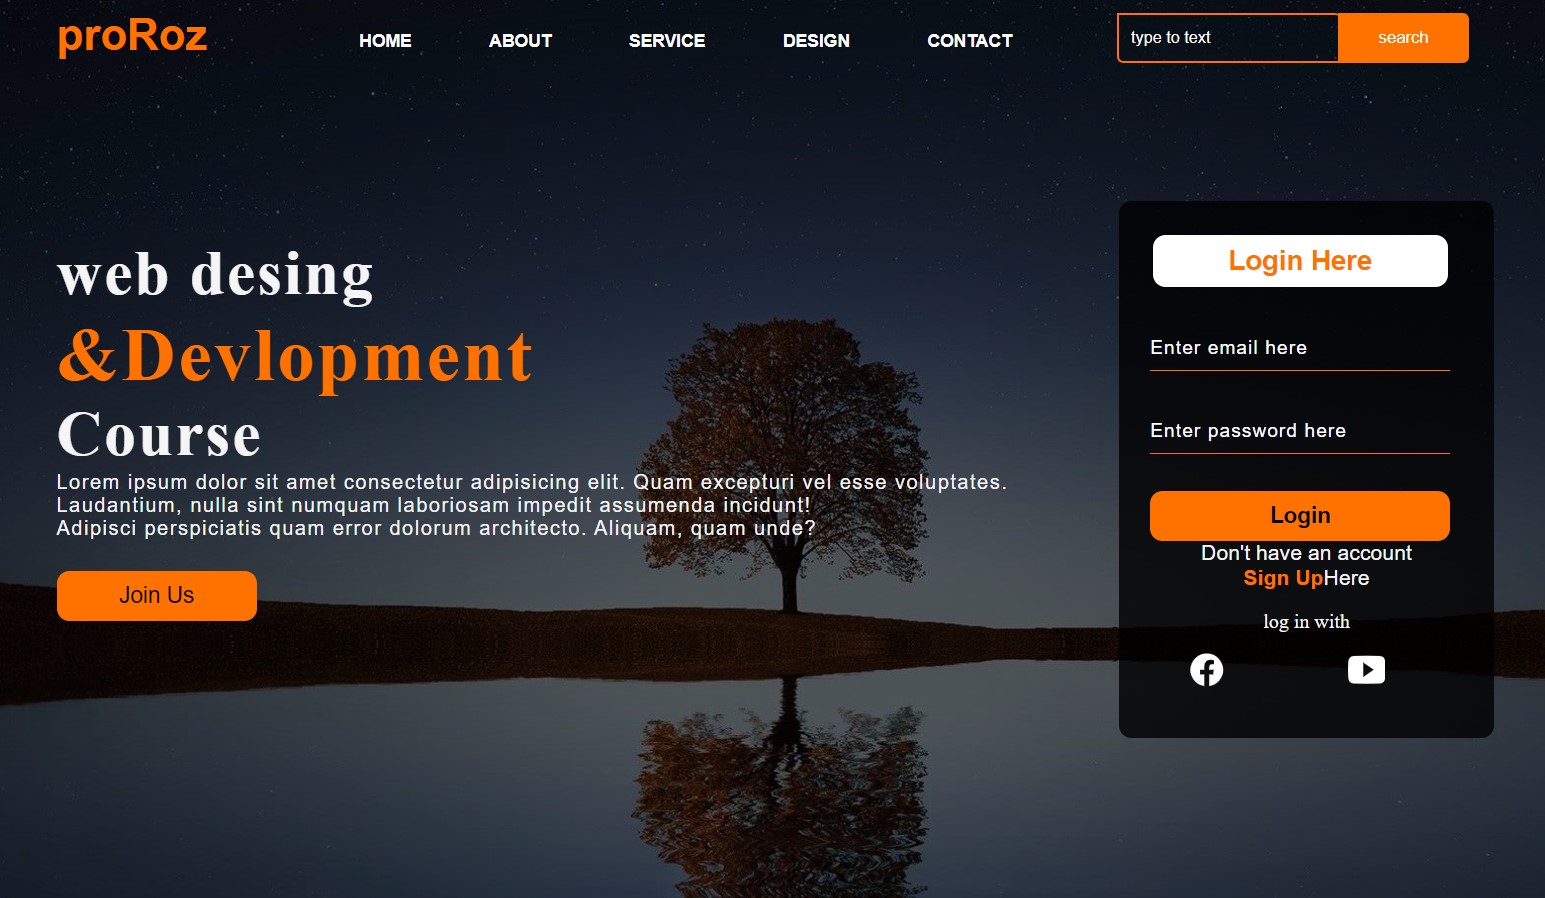 proRoz
HOME
ABOUT
SERVICE
DESIGN
CONTACT
type to text
search
web desing
&Devlopment
Course
Lorem ipsum dolor sit amet consectetur adipisicing elit. Quam excepturi vel esse voluptates.
Laudantium, nulla sint numquam laboriosam impedit assumenda incidunt!
Adipisci perspiciatis quam error dolorum architecto. Aliquam, quam unde?
Join Us
Login Here
Enter email here
Enter password here
Login
Don't have an account
Sign UpHere
log in with